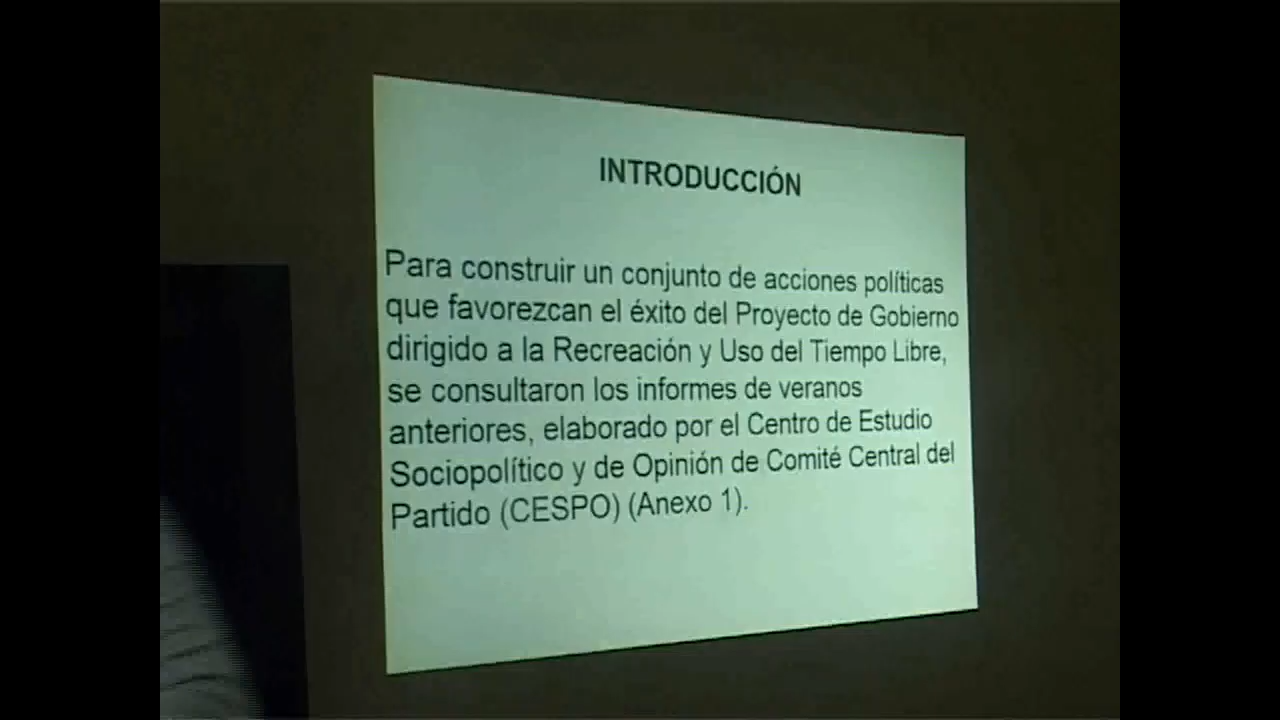 INTRODUCCIÓN
Para construir un conjunto de acciones políticas
que favorezcan el éxito del Proyecto de Gobierno
dirigido a la Recreación y Uso del Tiempo Libre,
se consultaron los informes de veranos
anteriores, elaborado por el Centro de Estudio
Sociopolítico y de Opinión de Comité Central del
Partido (CESPO) (Anexo 1).